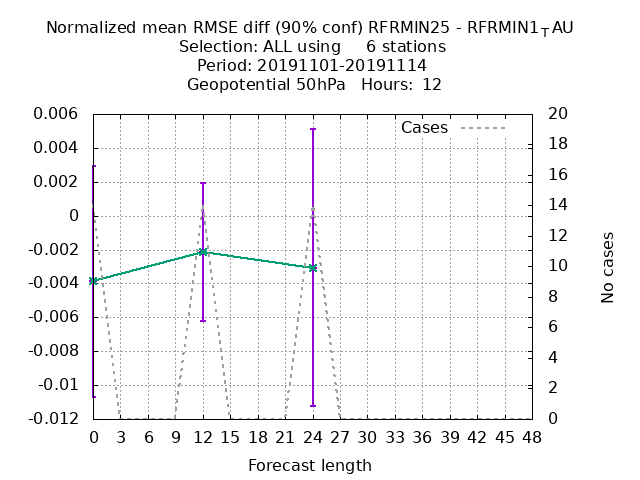 Normalized mean RMSE diff (90% conf) RFRMIN25 - RFRMIN1TAU
Selection: ALL using     6 stations
Period: 20191101-20191114
Geopotential 50hPa   Hours:  12
0.006
0.004
0.002
0
-0.002
-0.004
-0.006
-0.008
-0.01
-0.012
Cases
20
18
16
14
12
10
8
6
4
2
0
No cases
0 3 6 9 12 15 18 21 24 27 30 33 36 39 42 45 48
Forecast length